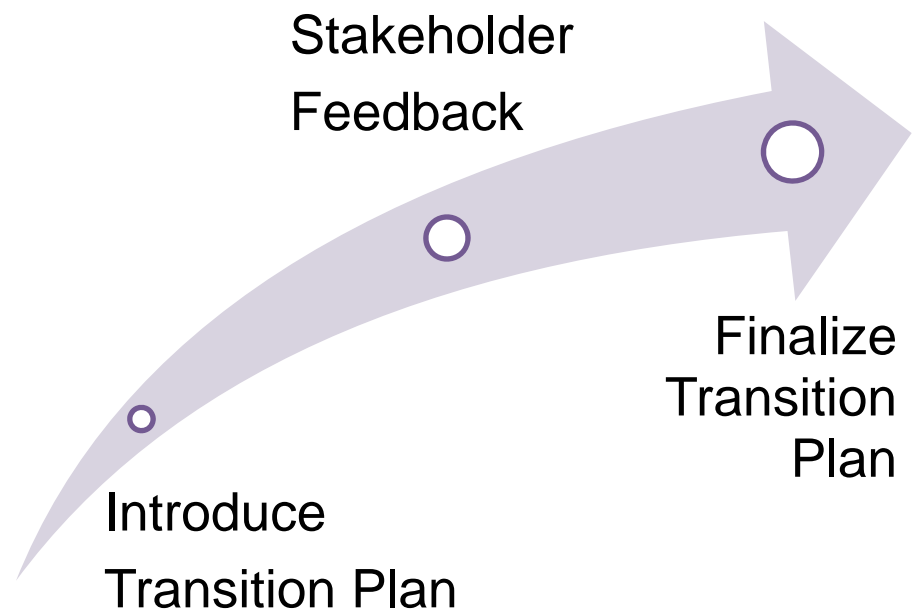 Stakeholder
Feedback
Finalize
Transition
Plan
Introduce
Transition Plan